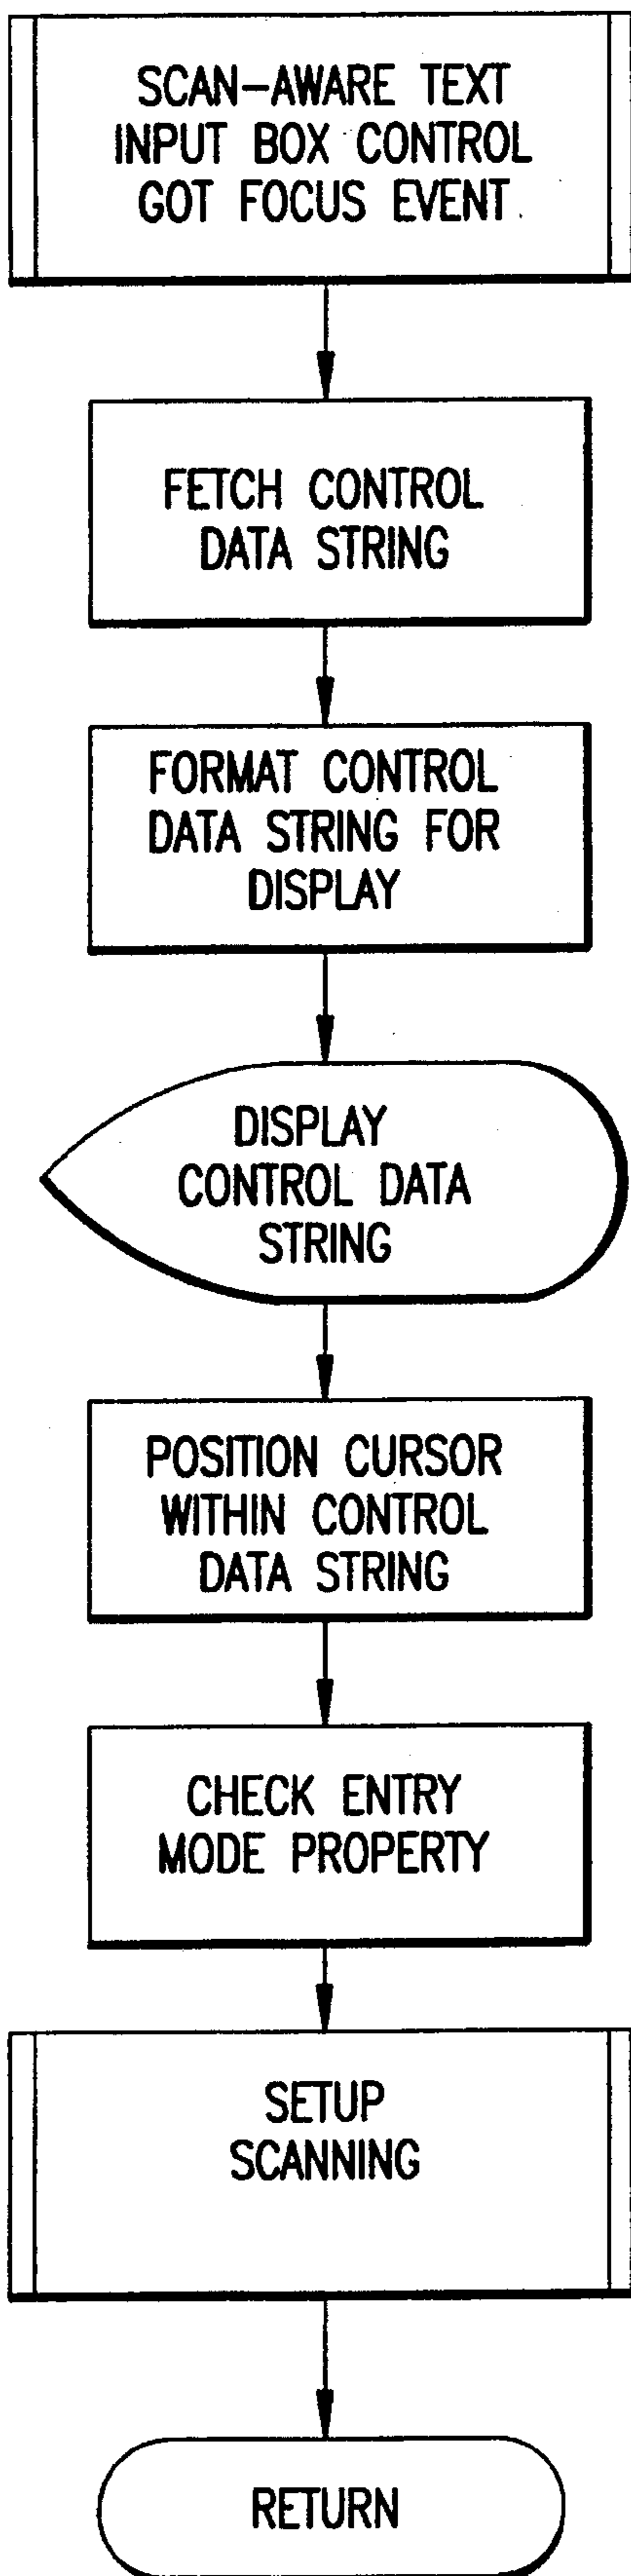 SCAN-AWARE TEXT
INPUT BOX CONTROL
GOT FOCUS EVENT
FETCH CONTROL
DATA STRING
FORMAT CONTROL
DATA STRING FOR
DISPLAY
DISPLAY
CONTROL DATA
STRING
POSITION CURSOR
WITHIN CONTROL
DATA STRING
CHECK ENTRY
MODE PROPERTY
SETUP
SCANNING
RETURN